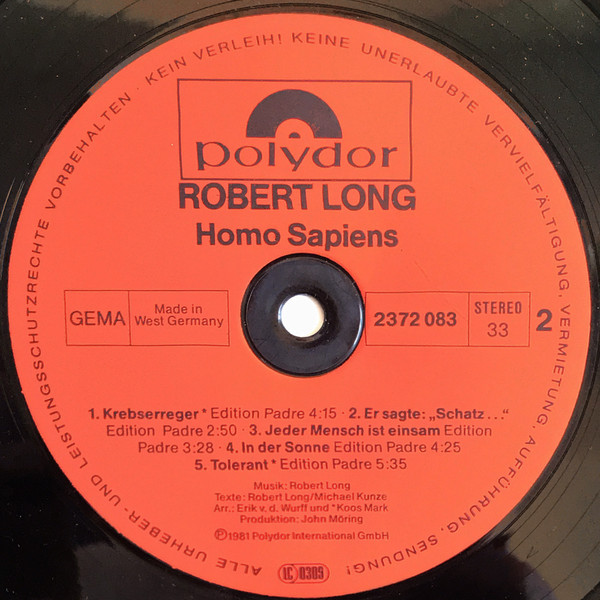 ALLE URHEBER- UND LEISTUNGSSCHUTZRECHTE VORBEHALTEN · KEIN VERLEIH! KEINE UNERLAUBTE VERVIELFÄLTIGUNG, VERMIETUNG, AUFFÜHRUNG, SENDUNG!
polydor
ROBERT LONG
Homo Sapiens
GEMA
Made in
West Germany
2372 083
STEREO
33
2
1. Krebserreger * Edition Padre 4:15 · 2. Er sagte: „Schatz . . .“
Edition Padre 2:50 · 3. Jeder Mensch ist einsam Edition
Padre 3:28 · 4. In der Sonne Edition Padre 4:25
5. Tolerant * Edition Padre 5:35
Musik: Robert Long
Texte: Robert Long/Michael Kunze
Arr.: Erik v. d. Wurff und *Koos Mark
Produktion: John Möring
Ⓟ 1981 Polydor International GmbH
LC 0309